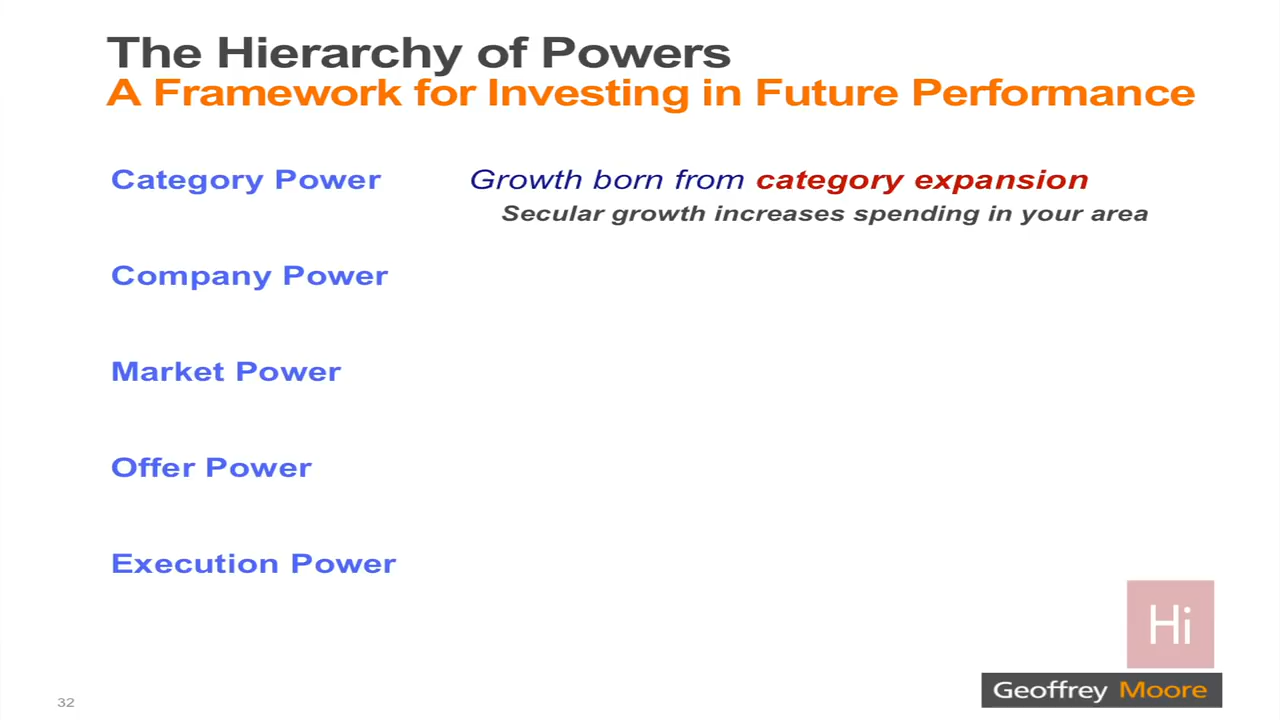 The Hierarchy of Powers
A Framework for Investing in Future Performance
Category Power Growth born from category expansion
Secular growth increases spending in your area
Company Power
Market Power
Offer Power
Execution Power
Hi
Geoffrey Moore
32